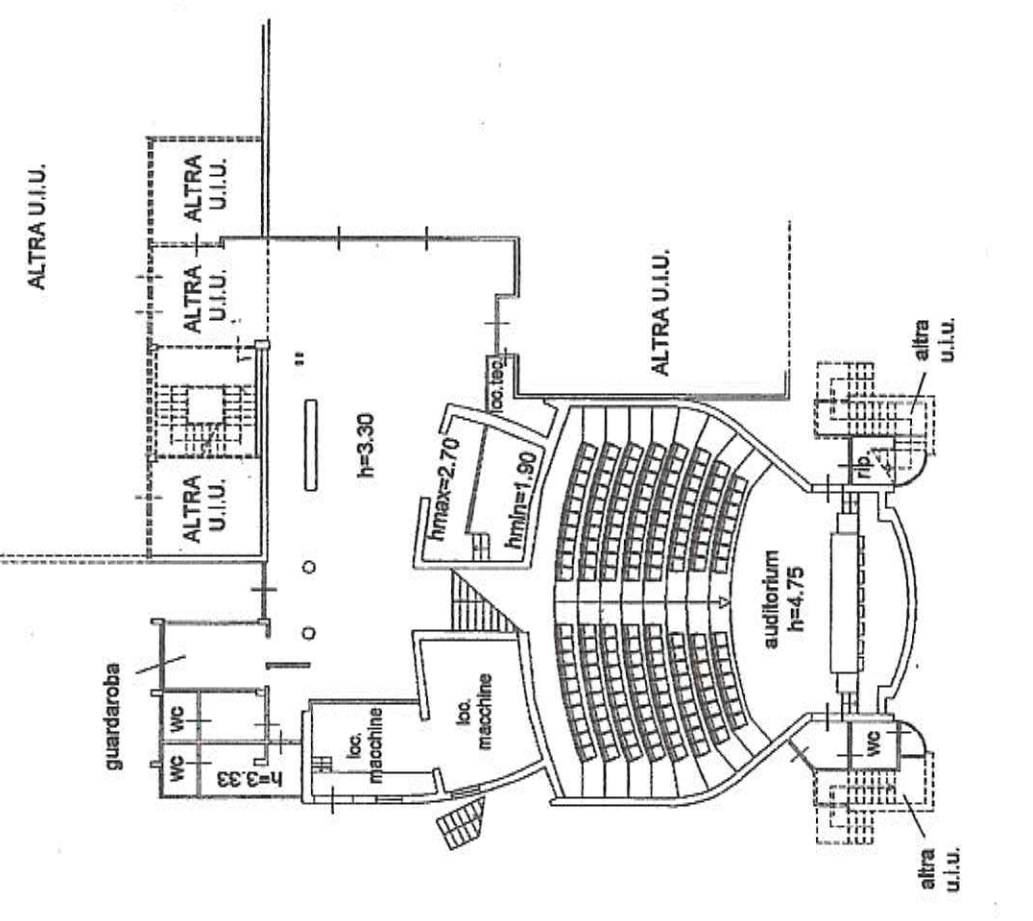 ALTRA U.I.U.
ALTRA
U.I.U.
ALTRA
U.I.U.
ALTRA
U.I.U.
guardaroba
wc
wc
h=3.33
h=3.30
loc.
macchine
loc.
macchine
hmax=2.70
hmin=1.90
loc.tec.
ALTRA U.I.U.
auditorium
h=4.75
rip.
altra
u.i.u.
wc
altra
u.i.u.